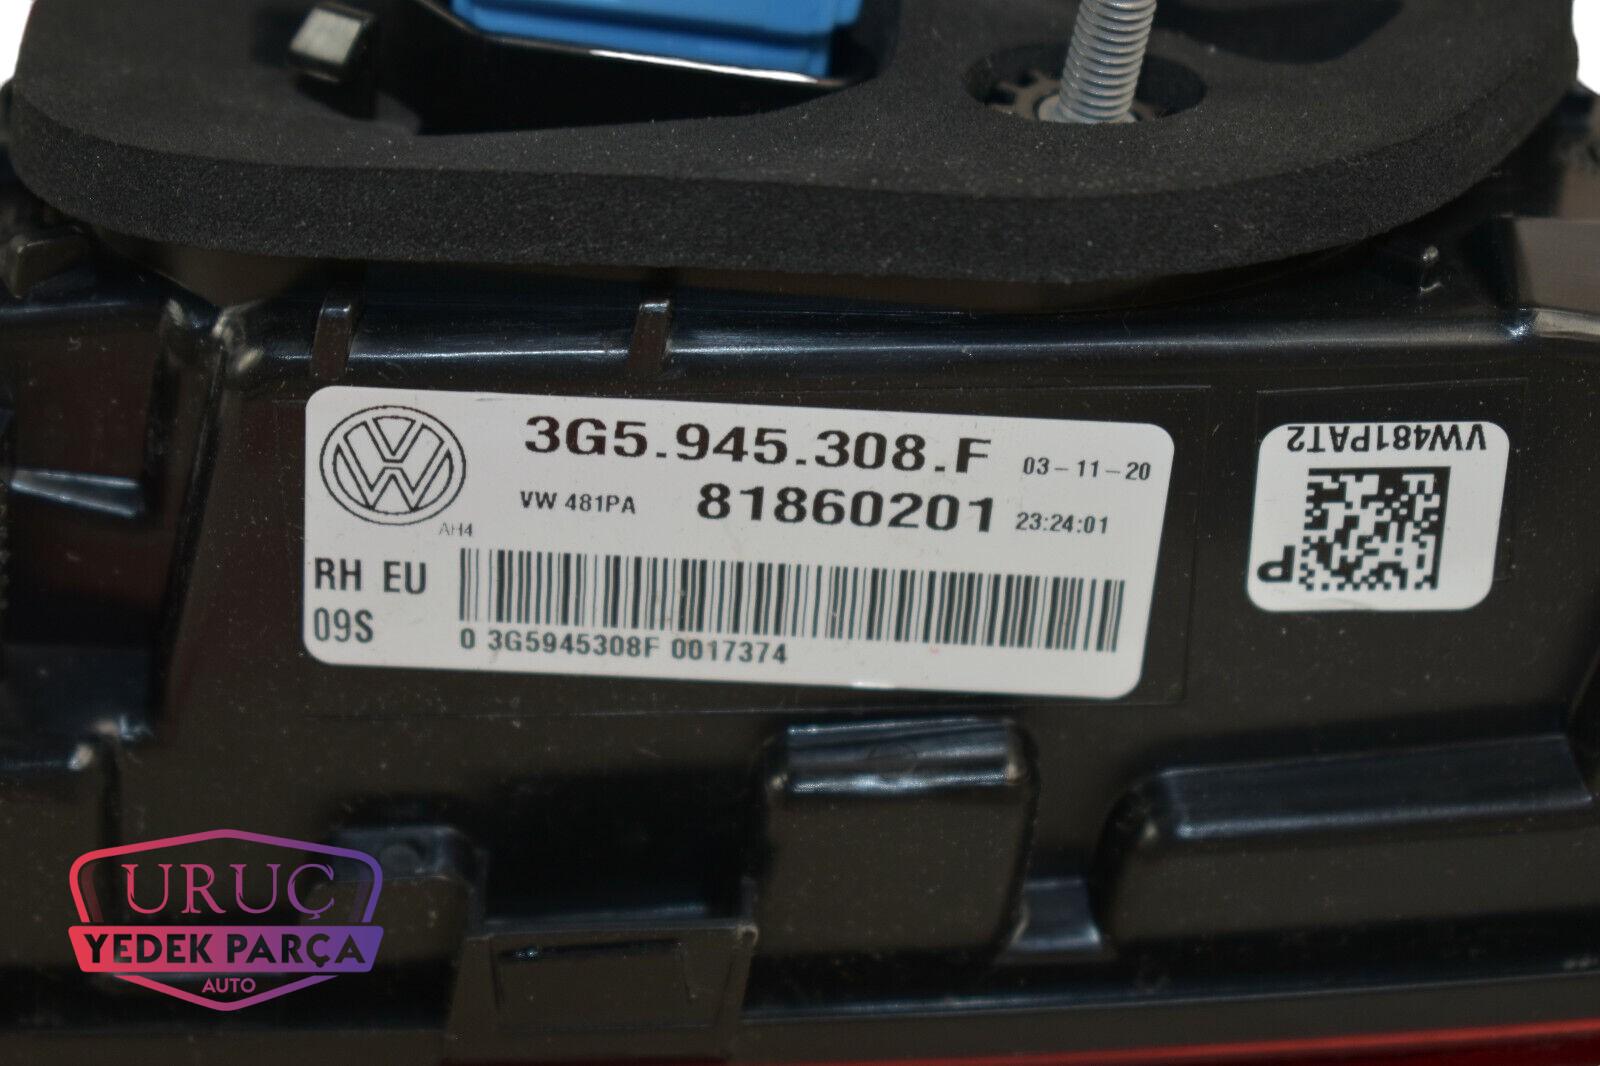 3G5.945.308.F 03-11-20
VW 481PA 81860201 23:24:01
AH4
RH EU
09S
0 3G5945308F 0017374
VW481PAT2
P
URUÇ
YEDEK PARÇA
AUTO